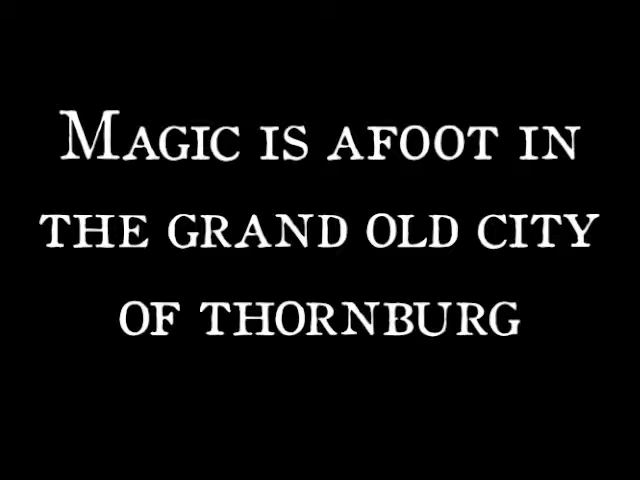 Magic is afoot in
the grand old city
of Thornburg